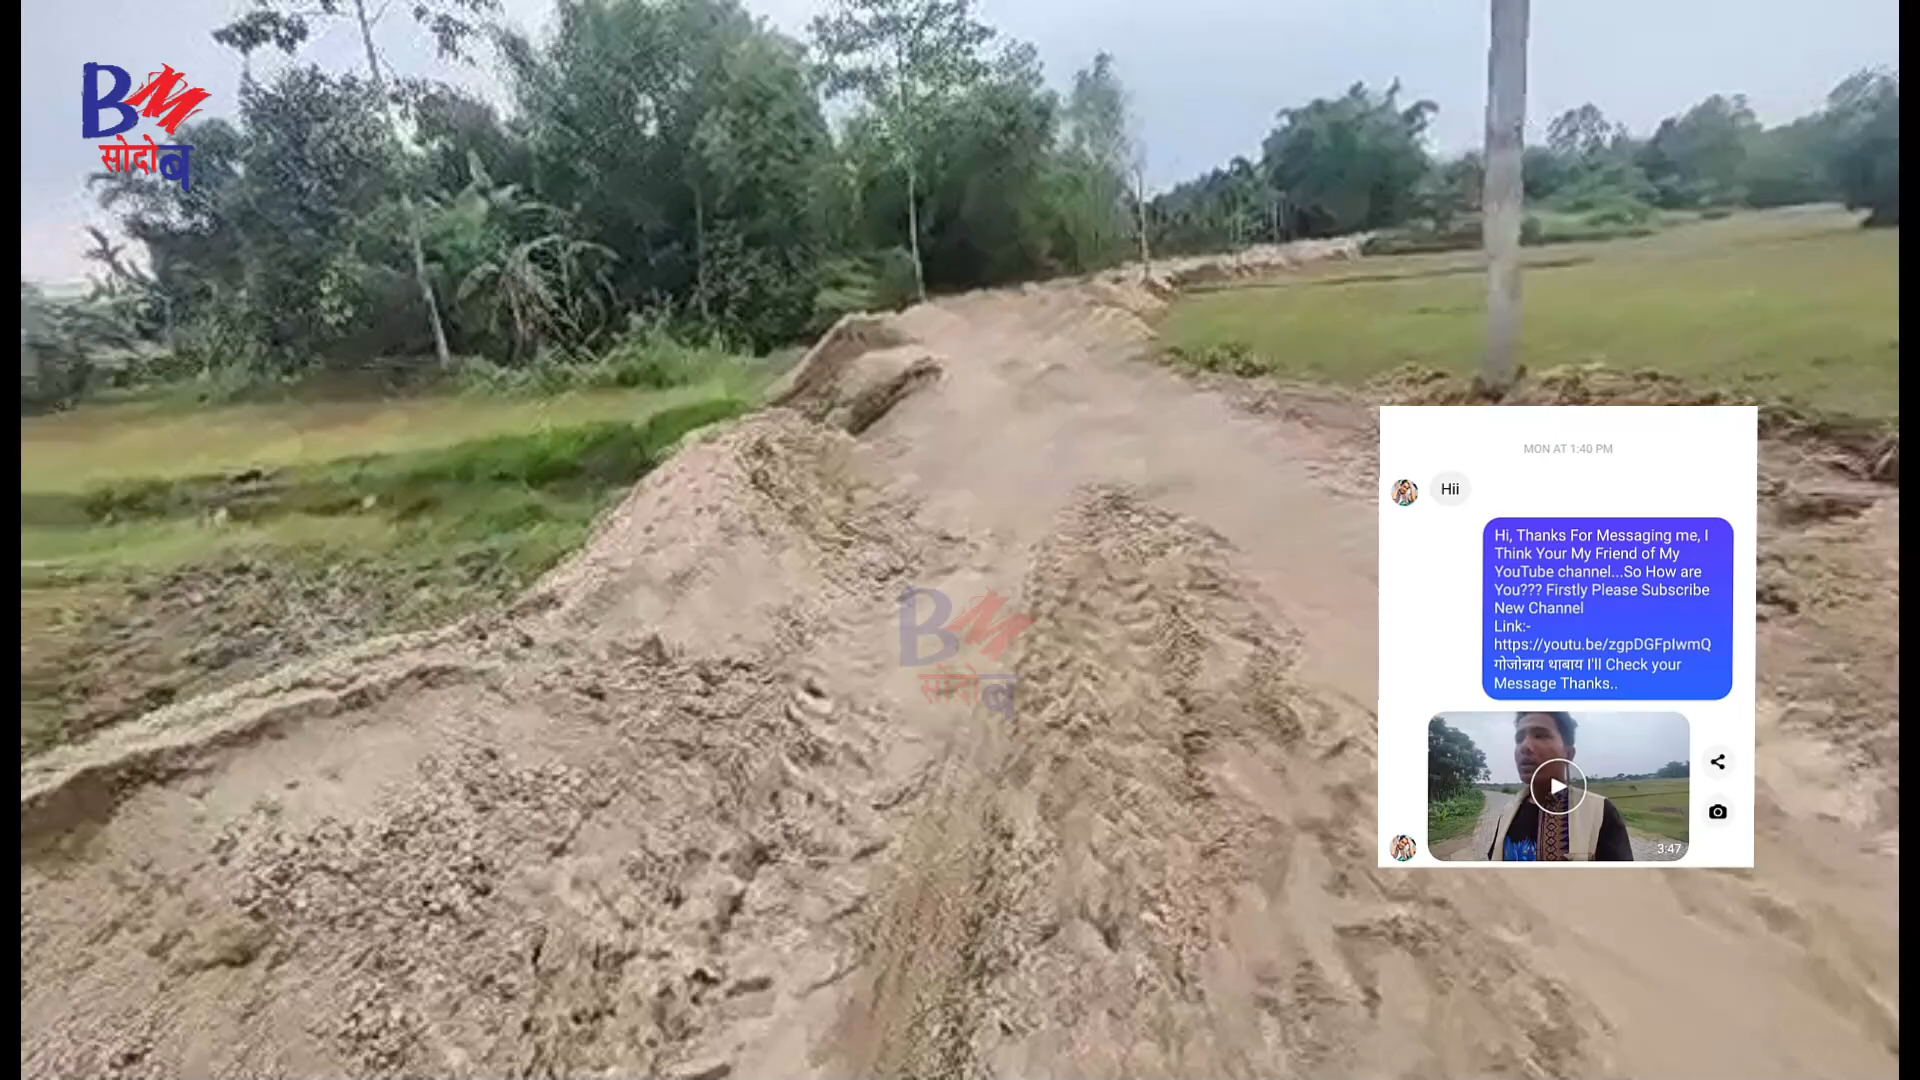 BM
सोदोब
MON AT 1:40 PM
Hii
Hi, Thanks For Messaging me, I
Think Your My Friend of My
YouTube channel...So How are
You??? Firstly Please Subscribe
New Channel
Link:-
https://youtu.be/zgpDGFpIwmQ
गोजोन्नाय थाबाय I'll Check your
Message Thanks..
3:47
BM
सोदोब